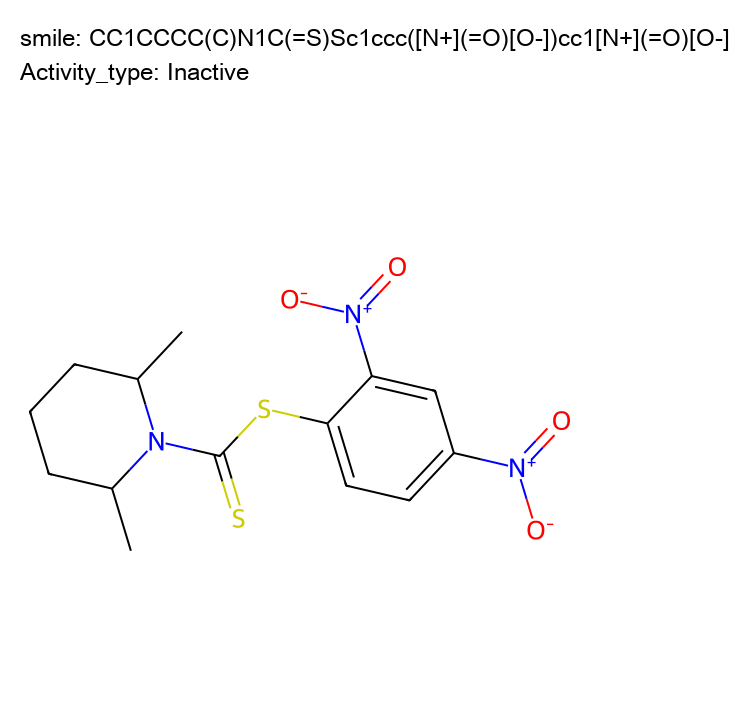 smile: CC1CCCC(C)N1C(=S)Sc1ccc([N+](=O)[O-])cc1[N+](=O)[O-]
Activity_type: Inactive
O
O⁻
N⁺
O
S
N
N⁺
S
O⁻